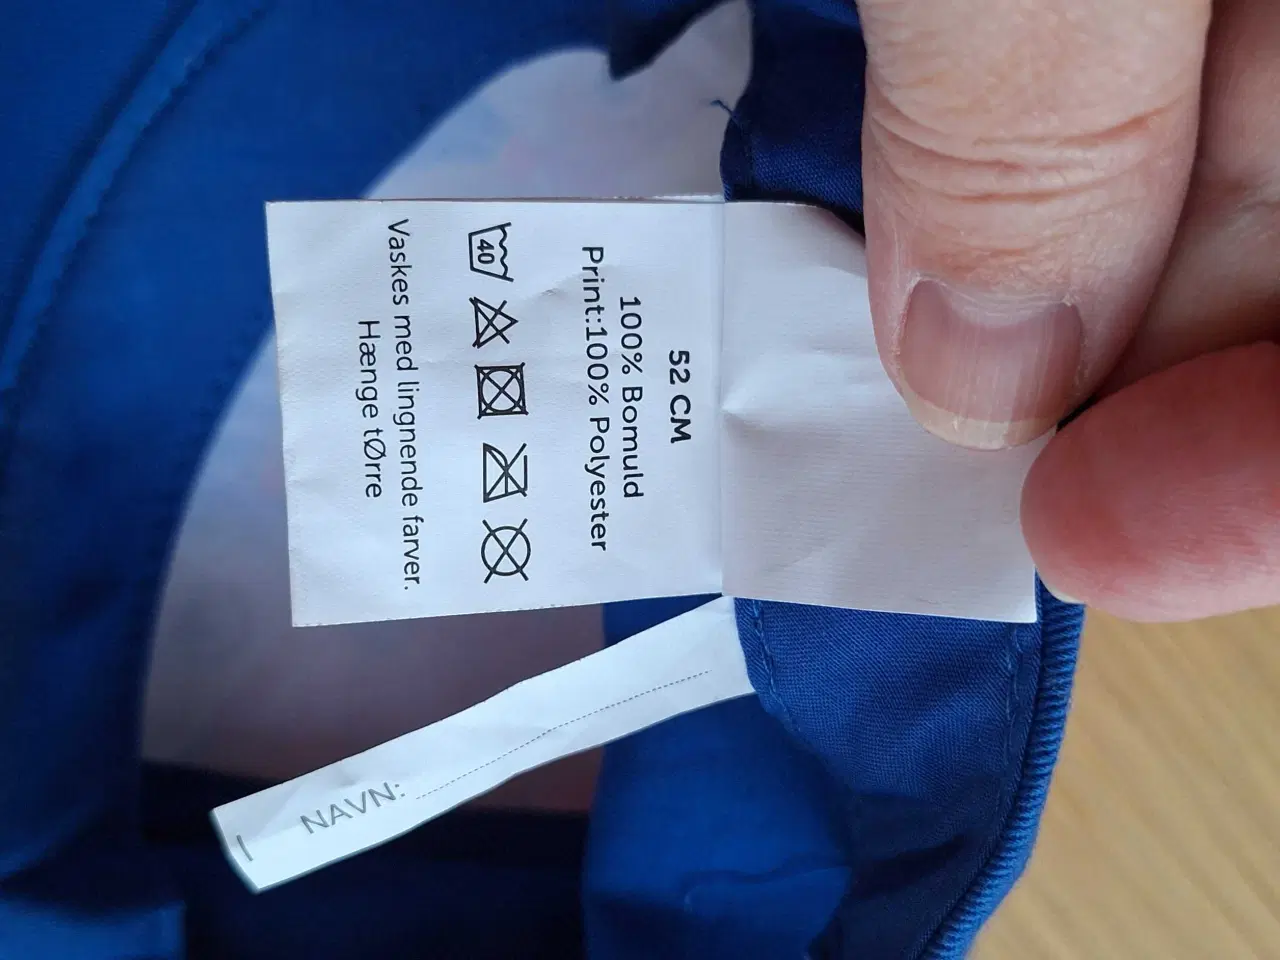 52 CM
100% Bomuld
Print:100% Polyester
40
Vaskes med lingnende farver.
Hænge tØrre
NAVN: